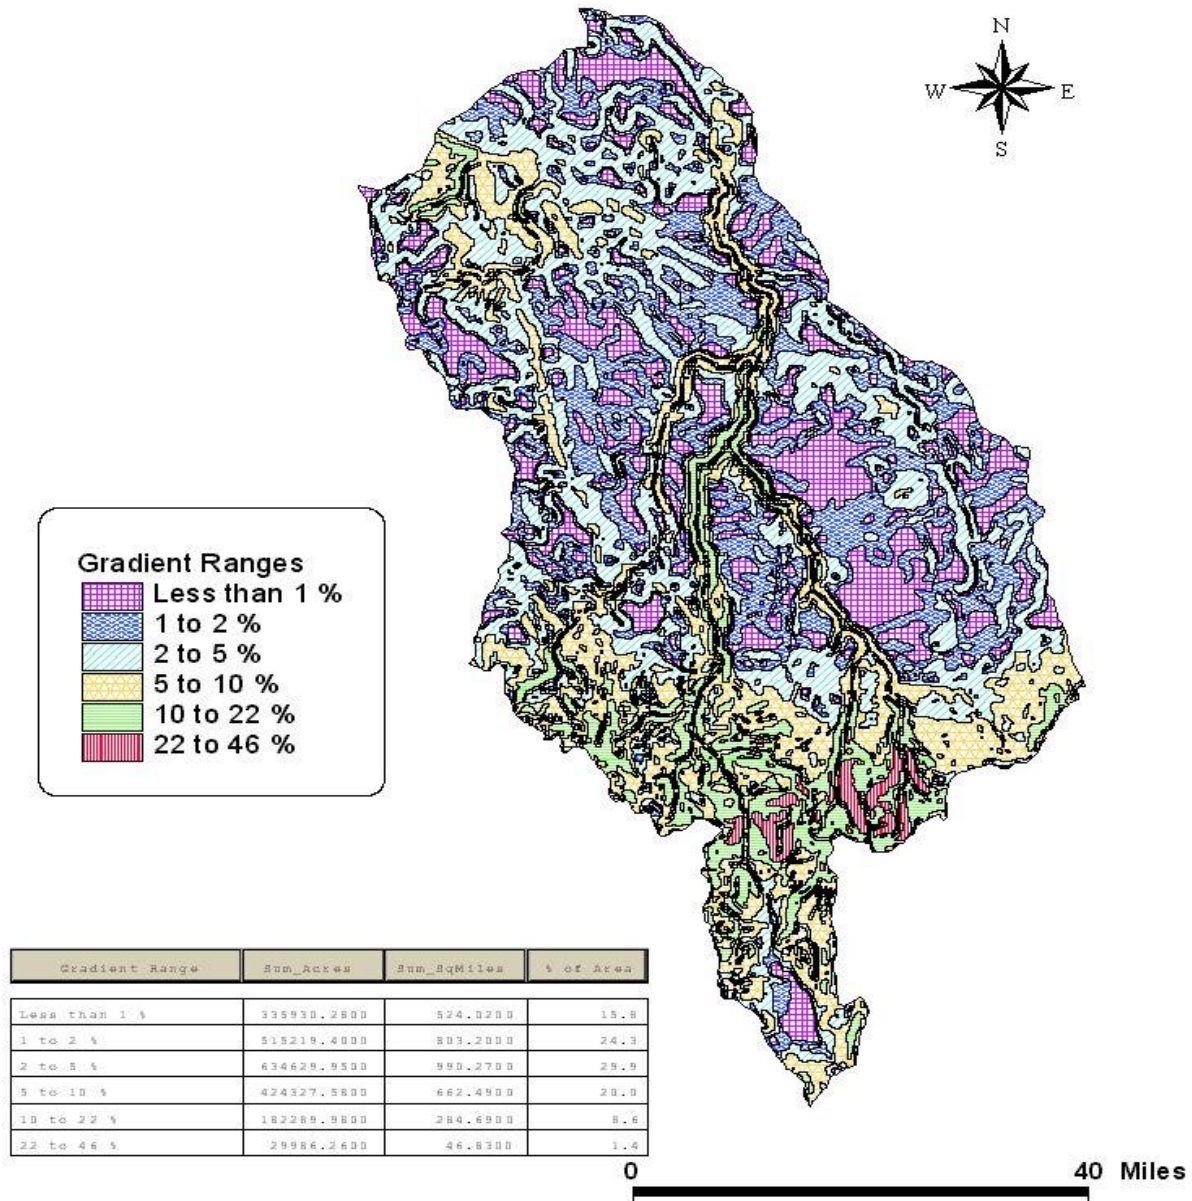 N
W E
S
Gradient Ranges
Less than 1 %
1 to 2 %
2 to 5 %
5 to 10 %
10 to 22 %
22 to 46 %
Gradient Range Sum_Acres Sum_SqMiles % of Area
Less than 1 % 335930.2800 524.0200 15.8
1 to 2 % 515219.4000 803.2000 24.3
2 to 5 % 634629.9500 990.2700 29.9
5 to 10 % 424327.5800 662.4900 20.0
10 to 22 % 182289.9800 284.6900 8.6
22 to 46 % 29986.2600 46.8300 1.4
0 40 Miles